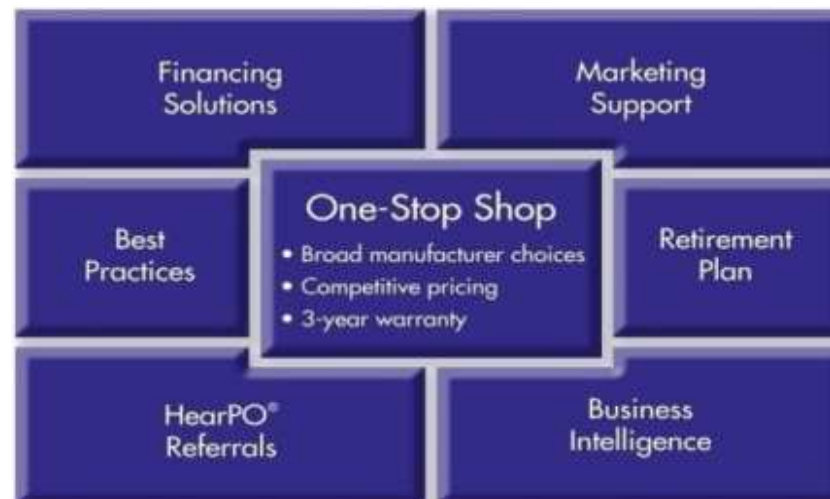 Financing
Solutions
Marketing
Support
Best
Practices
One-Stop Shop
• Broad manufacturer choices
• Competitive pricing
• 3-year warranty
Retirement
Plan
HearPO®
Referrals
Business
Intelligence